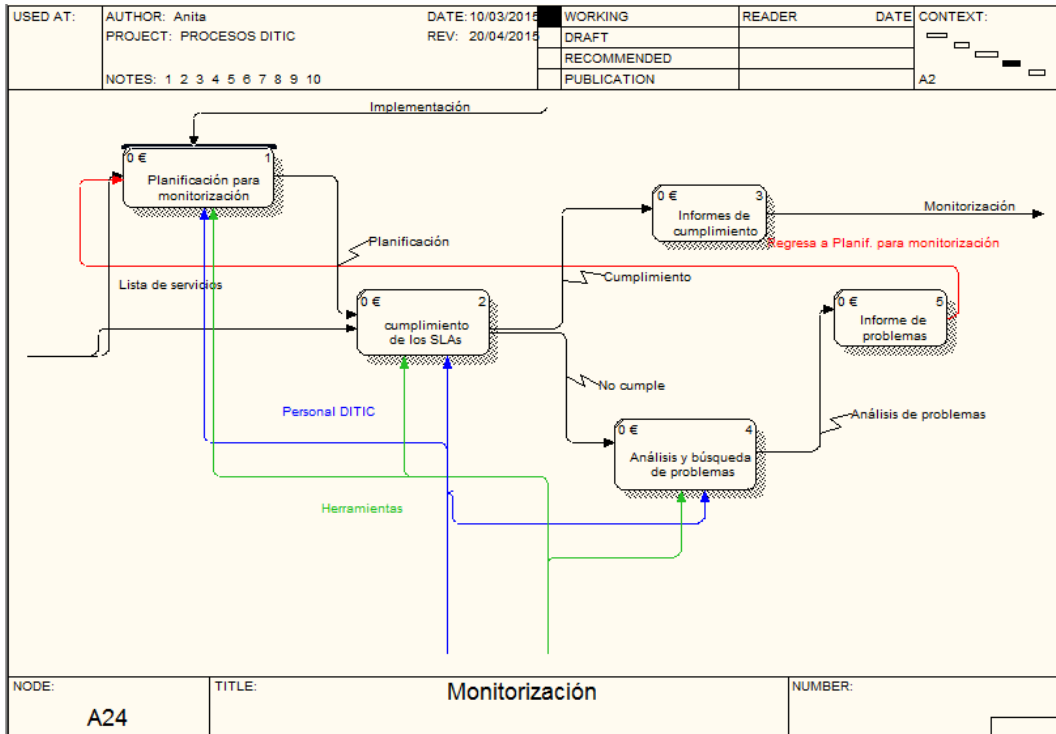 USED AT:
AUTHOR: Anita
DATE: 10/03/2015
WORKING
READER
DATE
CONTEXT:
PROJECT: PROCESOS DITIC
REV: 20/04/2015
DRAFT
RECOMMENDED
NOTES: 1 2 3 4 5 6 7 8 9 10
PUBLICATION
A2
Implementación
0 €
1
Planificación para
monitorización
0 €
3
Informes de
cumplimiento
Monitorización
Regresa a Planif. para monitorización
Planificación
Lista de servicios
Cumplimiento
0 €
2
cumplimiento
de los SLAs
0 €
5
Informe de
problemas
No cumple
Personal DITIC
Análisis de problemas
0 €
4
Análisis y búsqueda
de problemas
Herramientas
NODE:
A24
TITLE:
Monitorización
NUMBER: